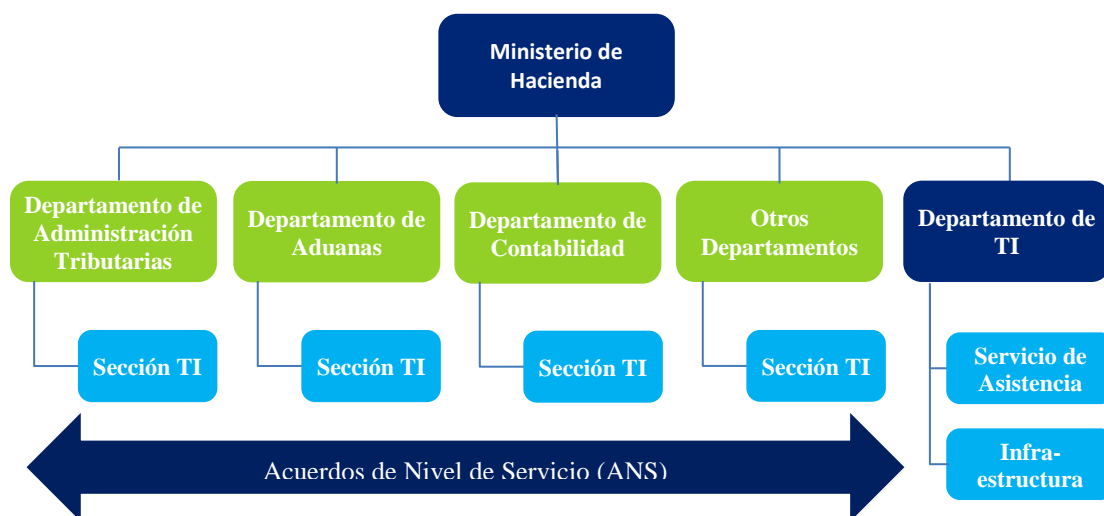 Ministerio de
Hacienda
Departamento de
Administración
Tributarias
Departamento de
Aduanas
Departamento de
Contabilidad
Otros
Departamentos
Departamento de
TI
Sección TI
Sección TI
Sección TI
Sección TI
Servicio de
Asistencia
Infra-
estructura
Acuerdos de Nivel de Servicio (ANS)